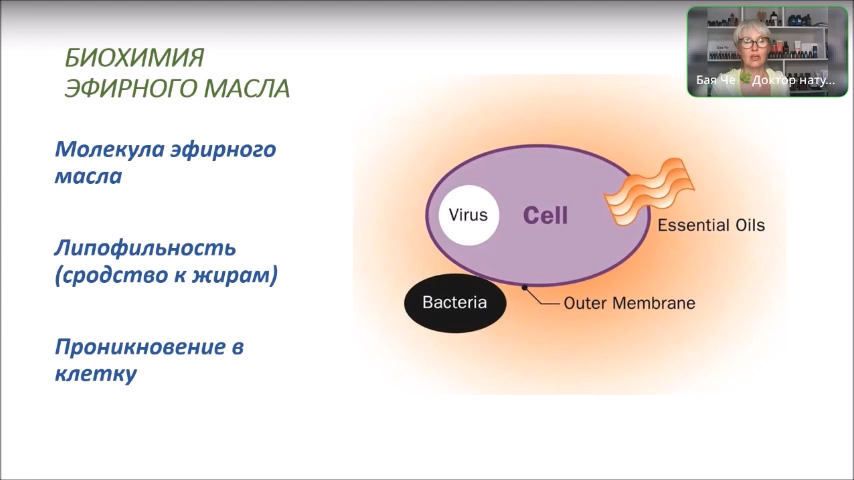 БИОХИМИЯ
ЭФИРНОГО МАСЛА
Молекула эфирного
масла
Липофильность
(сродство к жирам)
Проникновение в
клетку
Virus
Cell
Essential Oils
Bacteria
Outer Membrane
Бая Че 🌿Доктор нату...